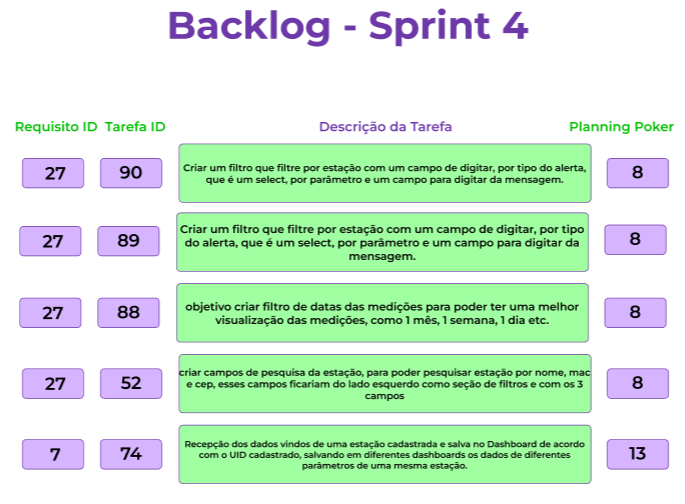 Backlog - Sprint 4
Requisito ID Tarefa ID Descrição da Tarefa Planning Poker
27 90 Criar um filtro que filtre por estação com um campo de digitar, por tipo do alerta,
que é um select, por parâmetro e um campo para digitar da mensagem. 8
27 89 Criar um filtro que filtre por estação com um campo de digitar, por tipo
do alerta, que é um select, por parâmetro e um campo para digitar da
mensagem. 8
27 88 objetivo criar filtro de datas das medições para poder ter uma melhor
visualização das medições, como 1 mês, 1 semana, 1 dia etc. 8
27 52 criar campos de pesquisa da estação, para poder pesquisar estação por nome, mac
e cep, esses campos ficariam do lado esquerdo como seção de filtros e com os 3
campos 8
7 74 Recepção dos dados vindos de uma estação cadastrada e salva no Dashboard de acordo
com o UID cadastrado, salvando em diferentes dashboards os dados de diferentes
parâmetros de uma mesma estação. 13